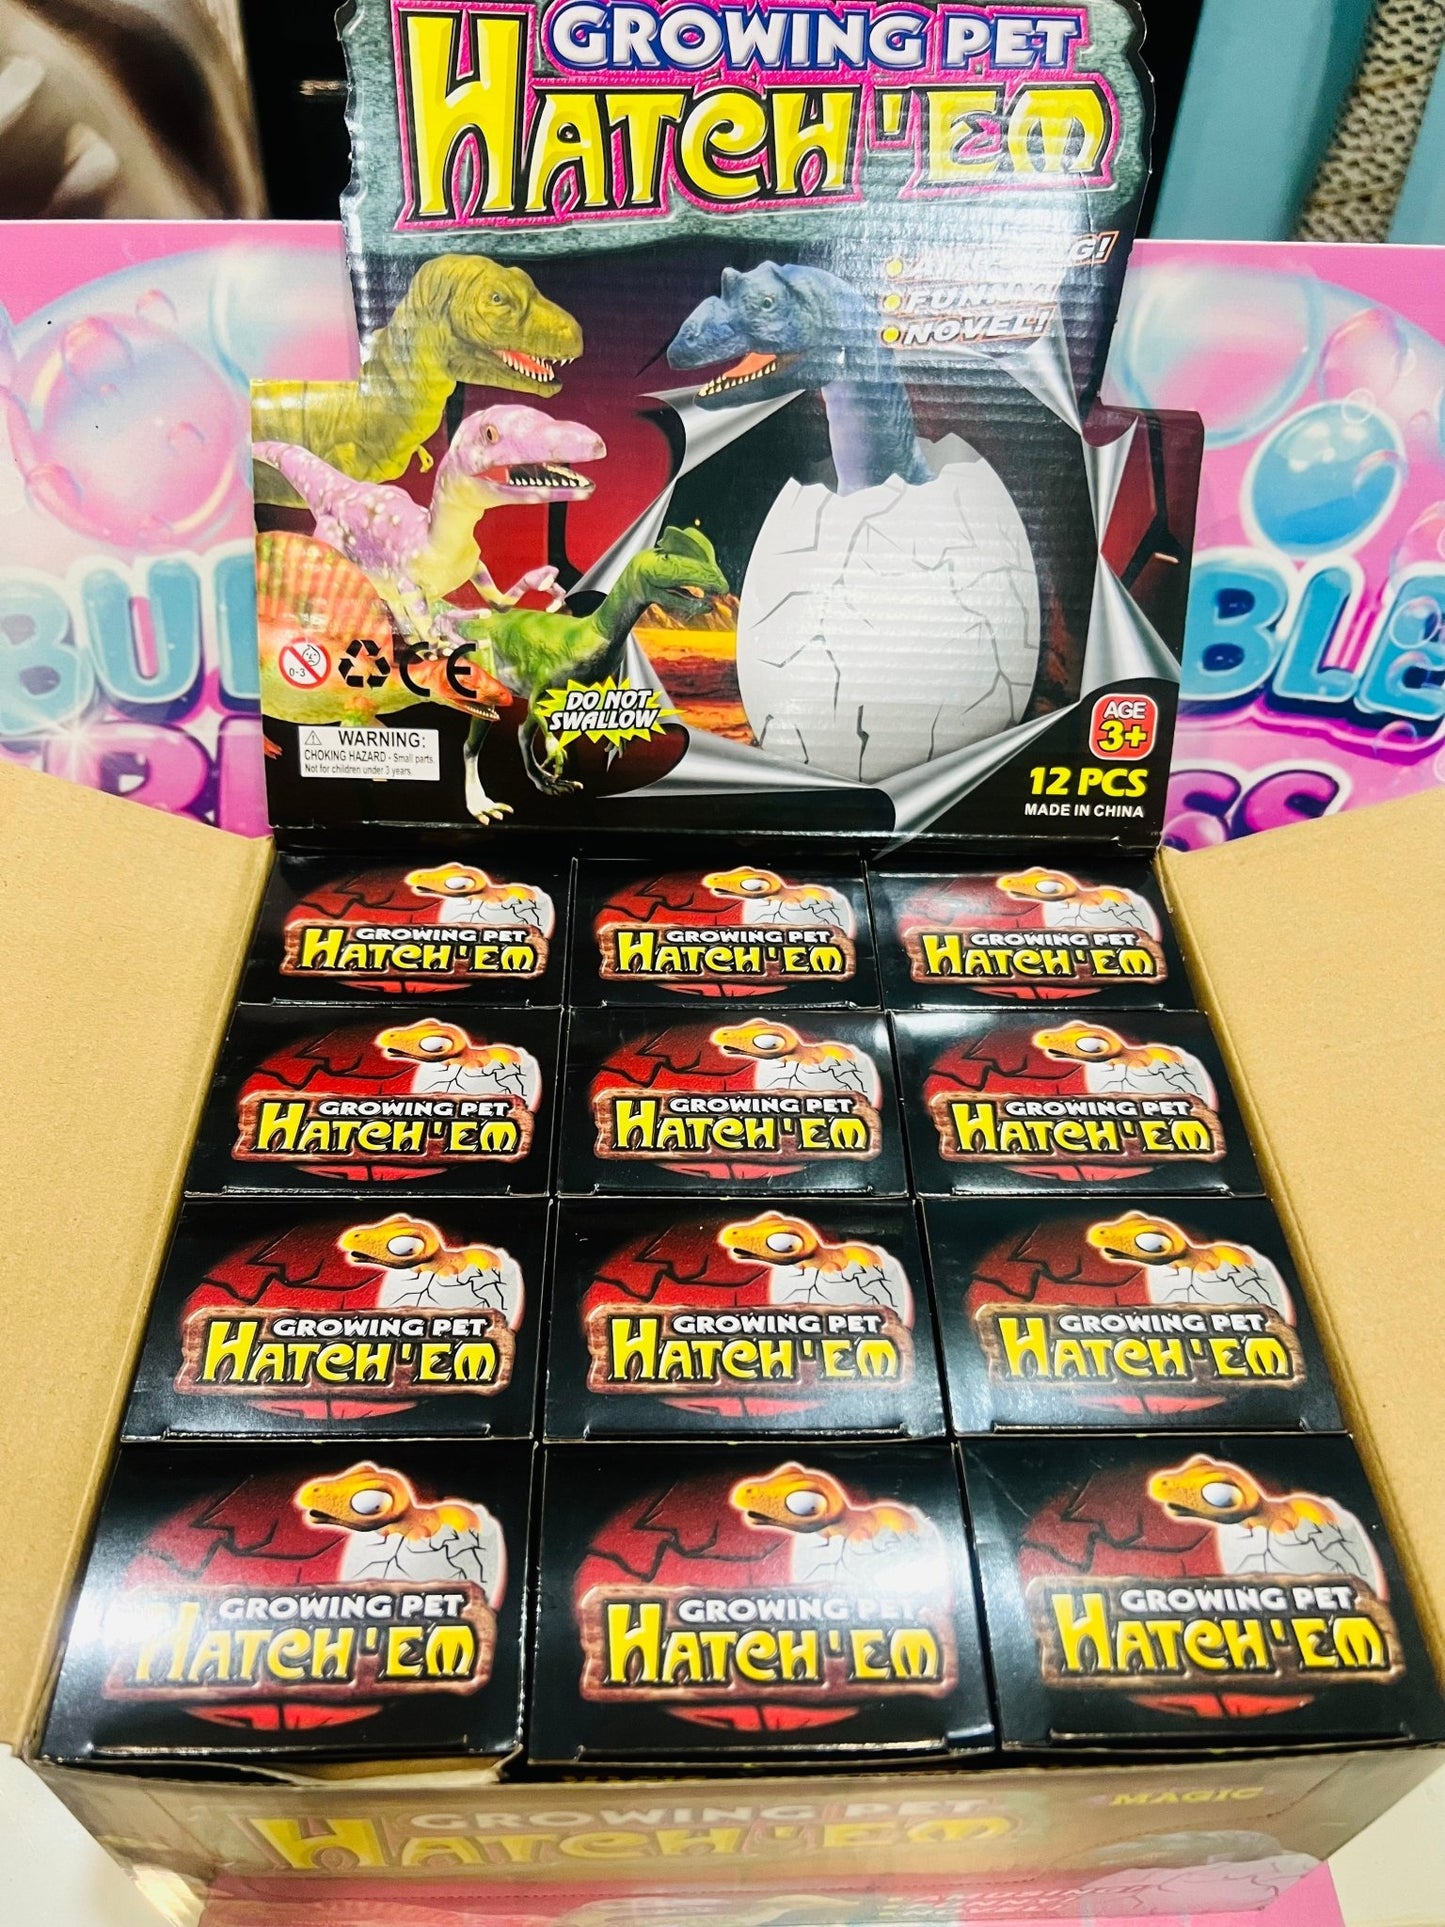 GROWING PET
HATCH'EM
FUNNY!
NOVEL!
0-3
CE
DO NOT
SWALLOW
WARNING:
CHOKING HAZARD - Small parts.
Not for children under 3 years.
AGE
3+
12 PCS
MADE IN CHINA
GROWING PET
HATCH'EM
GROWING PET
HATCH'EM
GROWING PET
HATCH'EM
GROWING PET
HATCH'EM
GROWING PET
HATCH'EM
GROWING PET
HATCH'EM
GROWING PET
HATCH'EM
GROWING PET
HATCH'EM
GROWING PET
HATCH'EM
GROWING PET
HATCH'EM
GROWING PET
HATCH'EM
GROWING PET
HATCH'EM
GROWING PET
HATCH'EM
MAGIC